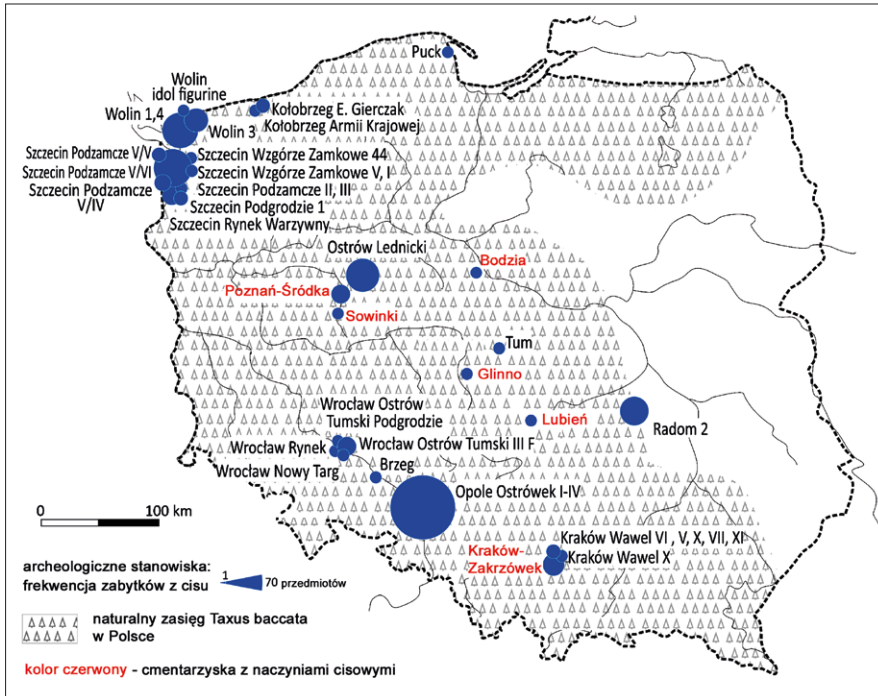 Puck
Wolin
idol figurine
Wolin 1,4
Wolin 3
Kołobrzeg E. Gierczak
Kołobrzeg Armii Krajowej
Szczecin Podzamcze V/V
Szczecin Podzamcze V/VI
Szczecin Podzamcze
V/IV
Szczecin Wzgórze Zamkowe 44
Szczecin Wzgórze Zamkowe V, I
Szczecin Podzamcze II, III
Szczecin Podgrodzie 1
Szczecin Rynek Warzywny
Ostrów Lednicki
Bodzia
Poznań-Śródka
Sowinki
Tum
Glinno
Lubień
Radom 2
Wrocław Ostrów
Tumski Podgrodzie
Wrocław Rynek
Wrocław Ostrów Tumski III F
Wrocław Nowy Targ
Brzeg
Opole Ostrówek I-IV
Kraków Wawel VI , V, X, VII, XI
Kraków Wawel X
Kraków-
Zakrzówek
0 100 km
archeologiczne stanowiska:
frekwencja zabytków z cisu
1 70 przedmiotów
naturalny zasięg Taxus baccata
w Polsce
kolor czerwony - cmentarzyska z naczyniami cisowymi